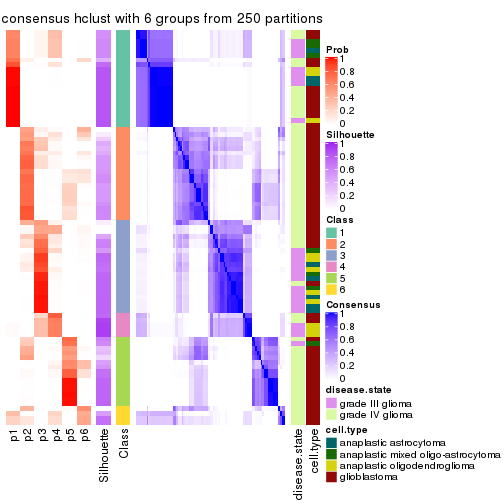 consensus hclust with 6 groups from 250 partitions
Prob
1
0.8
0.6
0.4
0.2
0
Silhouette
1
0.8
0.6
0.4
0.2
0
Class
1
2
3
4
5
6
Consensus
1
0.8
0.6
0.4
0.2
0
disease.state
grade III glioma
grade IV glioma
cell.type
anaplastic astrocytoma
anaplastic mixed oligo-astrocytoma
anaplastic oligodendroglioma
glioblastoma
p1
p2
p3
p4
p5
p6
Silhouette
Class
disease.state
cell.type